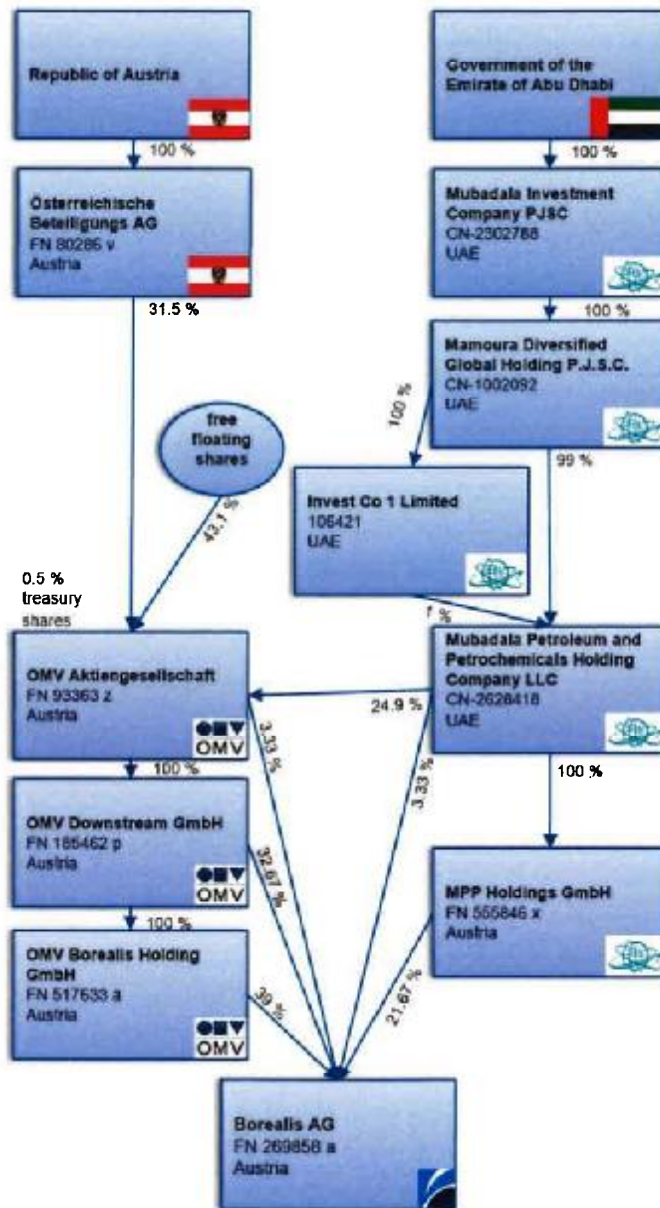 Republic of Austria
Government of the
Emirate of Abu Dhabi
100 %
100 %
Österreichische
Beteiligungs AG
FN 80286 v
Austria
Mubadala Investment
Company PJSC
CN-2302788
UAE
31.5 %
100 %
Mamoura Diversified
Global Holding P.J.S.C.
CN-1002092
UAE
free
floating
shares
100 %
99 %
43.1 %
Invest Co 1 Limited
106421
UAE
0.5 %
treasury
shares
1 %
OMV Aktiengesellschaft
FN 93363 z
Austria
OMV
Mubadala Petroleum and
Petrochemicals Holding
Company LLC
CN-2628418
UAE
24.9 %
100 %
3.33 %
3.33 %
100 %
OMV Downstream GmbH
FN 185462 p
Austria
OMV
32.67 %
MPP Holdings GmbH
FN 555846 x
Austria
100 %
OMV Borealis Holding
GmbH
FN 517633 a
Austria
OMV
39 %
21.67 %
Borealis AG
FN 269858 a
Austria